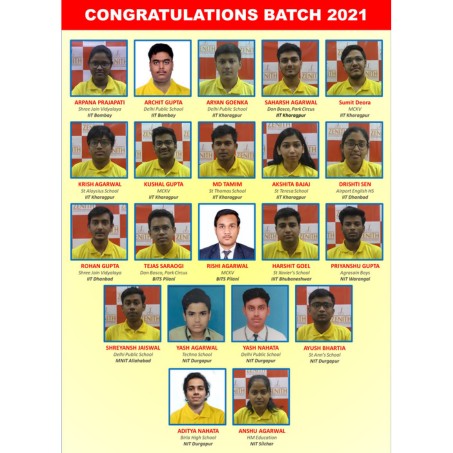 CONGRATULATIONS BATCH 2021
ARPANA PRAJAPATI
Shree Jain Vidyalaya
IIT Bombay
ARCHIT GUPTA
Delhi Public School
IIT Bombay
ARYAN GOENKA
Delhi Public School
IIT Kharagpur
SAHARSH AGARWAL
Don Bosco, Park Circus
IIT Kharagpur
Sumit Deora
MCKV
IIT Kharagpur
KRISH AGARWAL
St Aloysius School
IIT Kharagpur
KUSHAL GUPTA
MCKV
IIT Kharagpur
MD TAMIM
St Thomas School
IIT Kharagpur
AKSHITA BAJAJ
St Teresa School
IIT Kharagpur
DRISHTI SEN
Airport English HS
IIT Dhanbad
ROHAN GUPTA
Shree Jain Vidyalaya
IIT Dhanbad
TEJAS SARAOGI
Don Bosco, Park Circus
BITS Pilani
RISHI AGARWAL
MCKV
BITS Pilani
HARSHIT GOEL
St Xavier's School
IIIT Bhubaneshwar
PRIYANSHU GUPTA
Agrasain Boys
NIT Warangal
SHREYANSH JAISWAL
Delhi Public School
MNIT Allahabad
YASH AGARWAL
Techno School
NIT Durgapur
YASH NAHATA
Delhi Public School
NIT Durgapur
AYUSH BHARTIA
St Ann's School
NIT Durgapur
ADITYA NAHATA
Birla High School
NIT Durgapur
ANSHU AGARWAL
HM Education
NIT Silchar